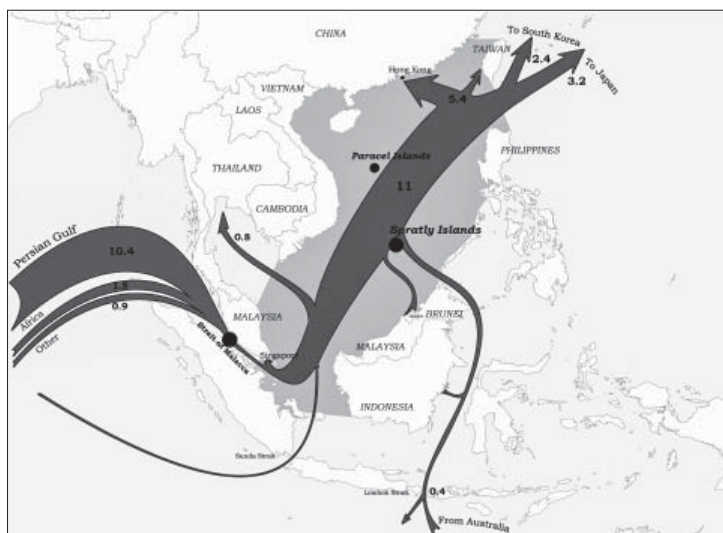 CHINA
To South Korea
TAIWAN
2.4
To Japan
3.2
Hong Kong
5.4
VIETNAM
LAOS
Paracel Islands
THAILAND
PHILIPPINES
11
CAMBODIA
0.8
Spratly Islands
Persian Gulf
10.4
Africa
0.9
Other
MALAYSIA
Strait of Malacca
Singapore
BRUNEI
MALAYSIA
INDONESIA
Sunda Strait
Lombok Strait
0.4
From Australia